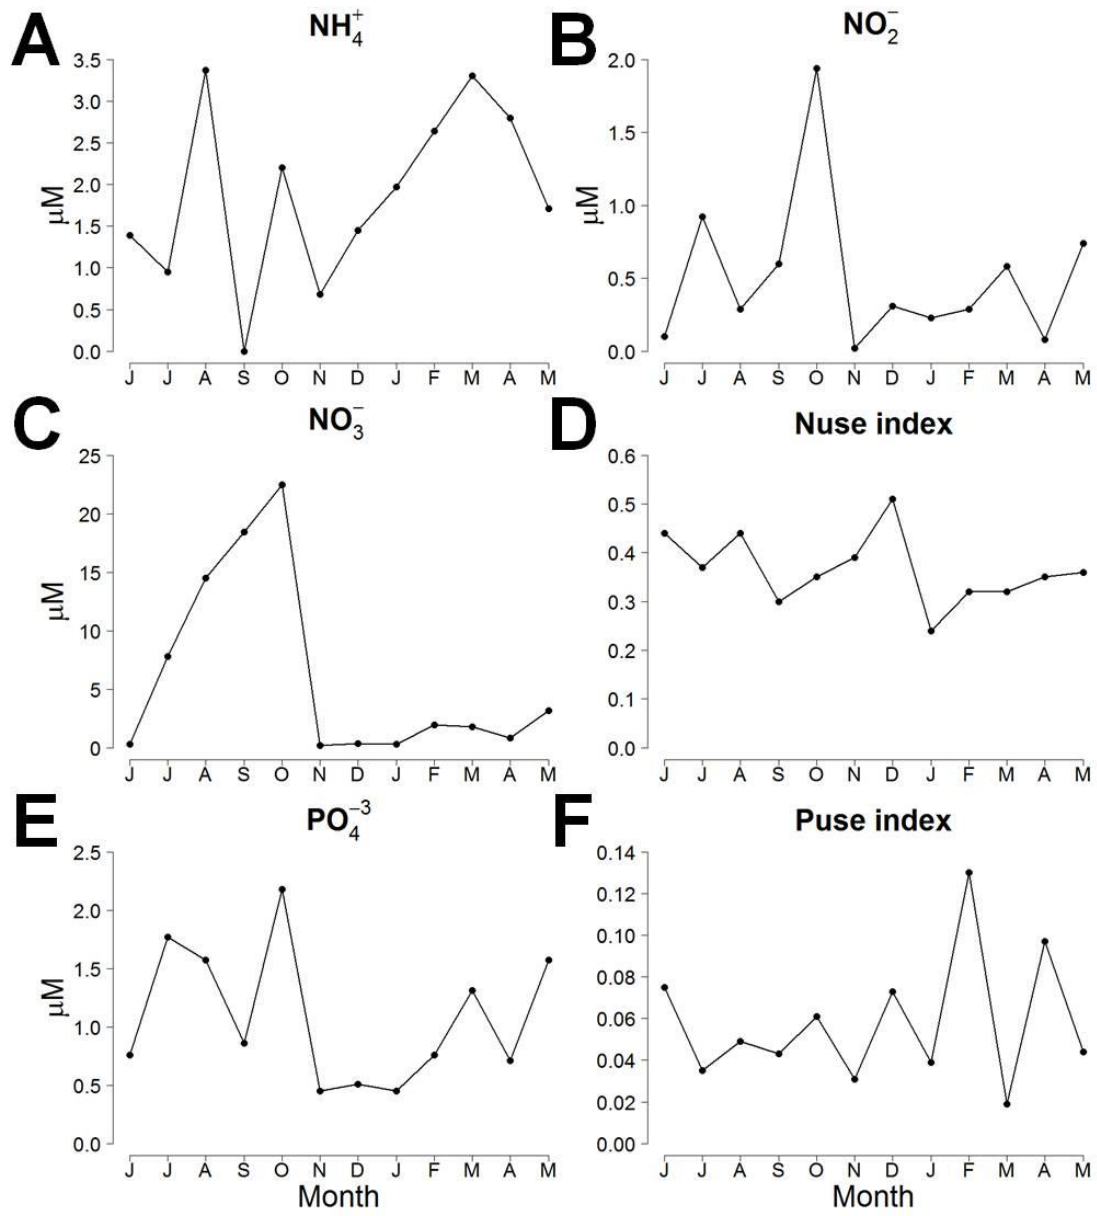 A
NH₄⁺
μM
3.5
3.0
2.5
2.0
1.5
1.0
0.5
0.0
J J A S O N D J F M A M
B
NO₂⁻
μM
2.0
1.5
1.0
0.5
0.0
J J A S O N D J F M A M
C
NO₃⁻
μM
25
20
15
10
5
0
J J A S O N D J F M A M
D
Nuse index
0.6
0.5
0.4
0.3
0.2
0.1
0.0
J J A S O N D J F M A M
E
PO₄⁻³
μM
2.5
2.0
1.5
1.0
0.5
0.0
J J A S O N D J F M A M
Month
F
Puse index
0.14
0.12
0.10
0.08
0.06
0.04
0.02
0.00
J J A S O N D J F M A M
Month